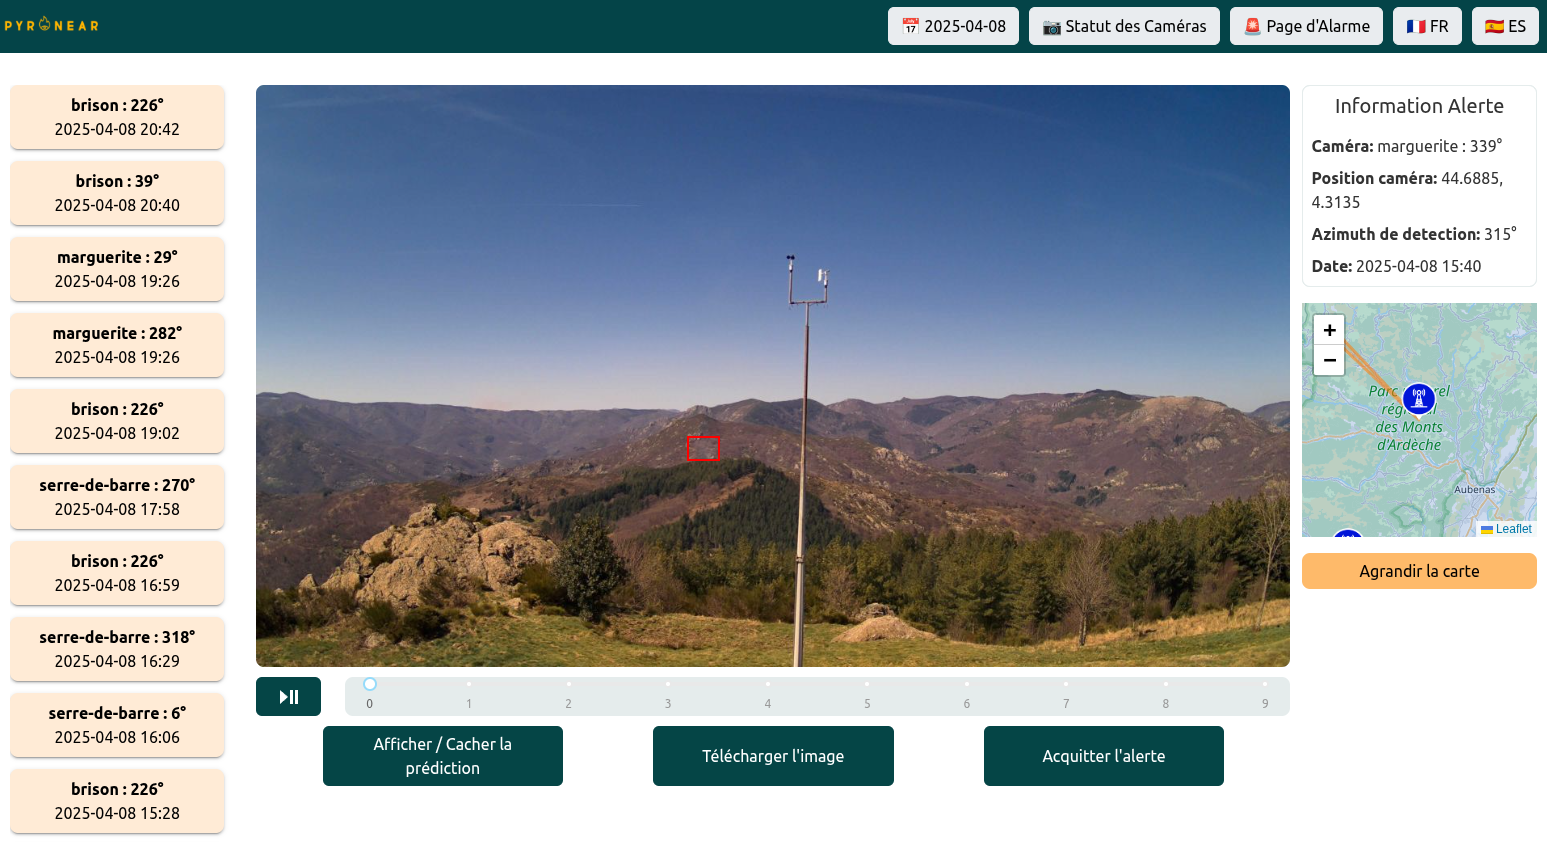 PYRONEAR
📅 2025-04-08
📷 Statut des Caméras
🚨 Page d'Alarme
🇫🇷 FR
🇪🇸 ES
brison : 226°
2025-04-08 20:42
brison : 39°
2025-04-08 20:40
marguerite : 29°
2025-04-08 19:26
marguerite : 282°
2025-04-08 19:26
brison : 226°
2025-04-08 19:02
serre-de-barre : 270°
2025-04-08 17:58
brison : 226°
2025-04-08 16:59
serre-de-barre : 318°
2025-04-08 16:29
serre-de-barre : 6°
2025-04-08 16:06
brison : 226°
2025-04-08 15:28
0 1 2 3 4 5 6 7 8 9
Afficher / Cacher la
prédiction
Télécharger l'image
Acquitter l'alerte
Information Alerte
Caméra: marguerite : 339°
Position caméra: 44.6885,
4.3135
Azimuth de detection: 315°
Date: 2025-04-08 15:40
+
−
Parc rel
rég l
des Monts
d'Ardèche
Aubenas
Leaflet
Agrandir la carte